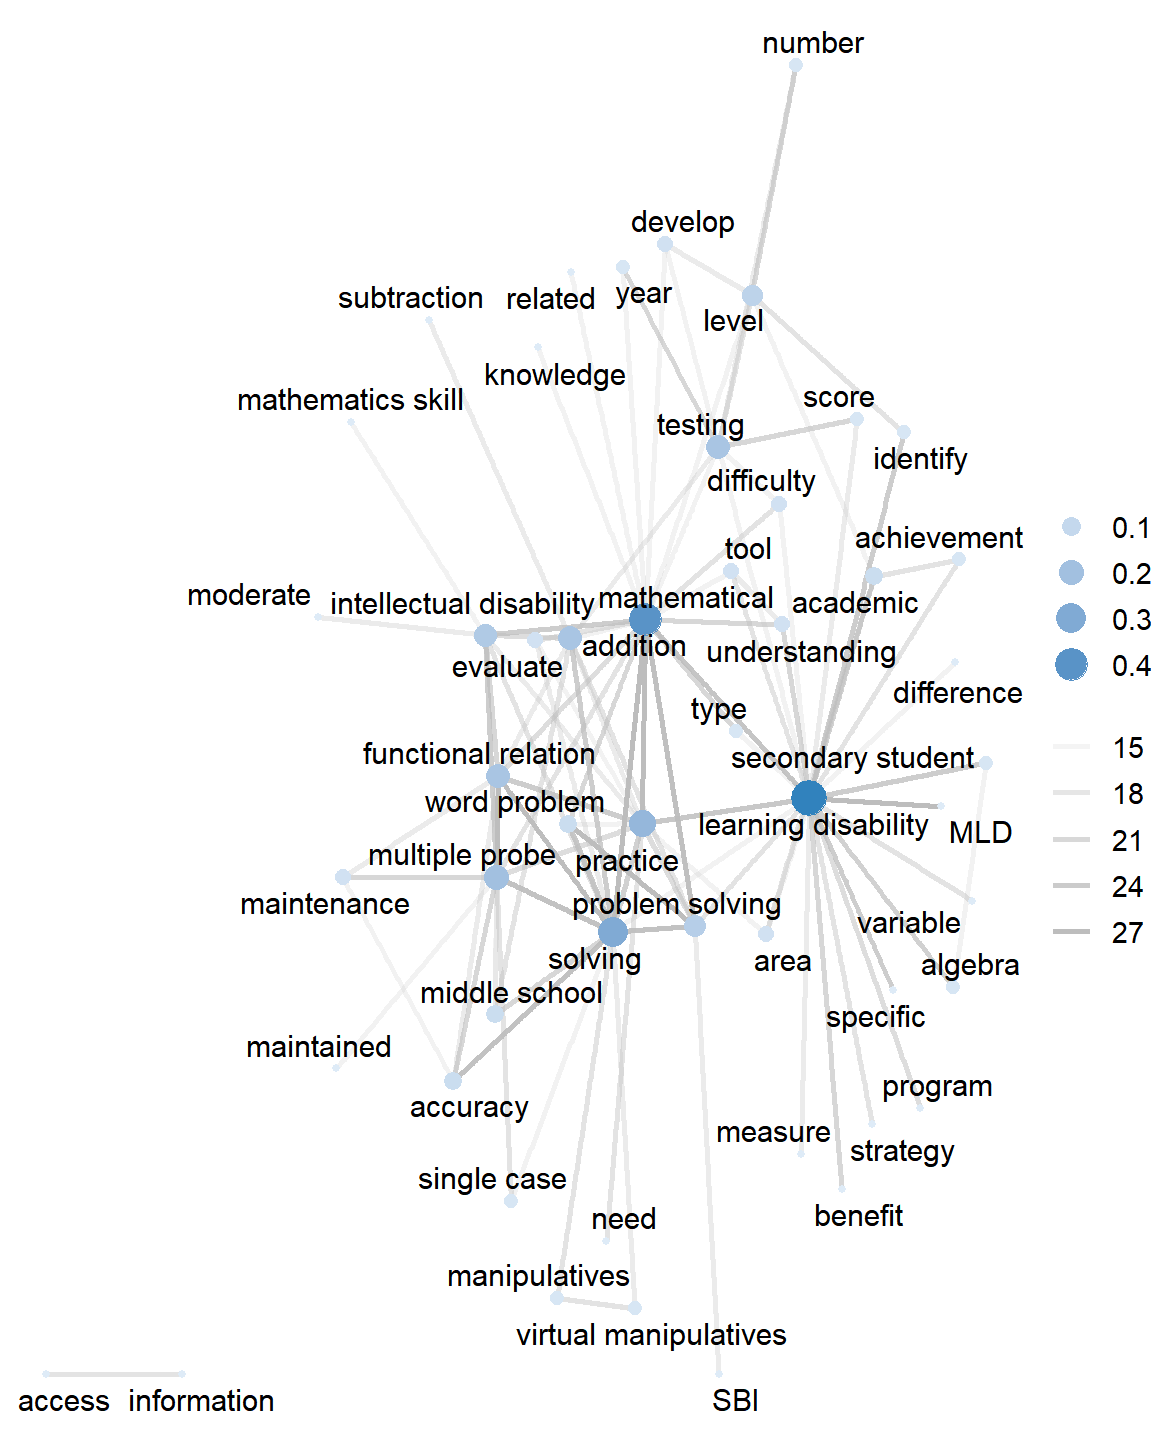 number
develop
subtraction
related
year
level
knowledge
mathematics skill
score
testing
identify
difficulty
0.1
achievement
tool
0.2
moderate
intellectual disability
mathematical
academic
0.3
addition
understanding
evaluate
0.4
difference
type
15
functional relation
secondary student
18
word problem
learning disability
MLD
21
multiple probe
practice
24
maintenance
problem solving
variable
27
solving
area
algebra
middle school
specific
maintained
program
accuracy
measure
strategy
single case
need
benefit
manipulatives
virtual manipulatives
access
information
SBI